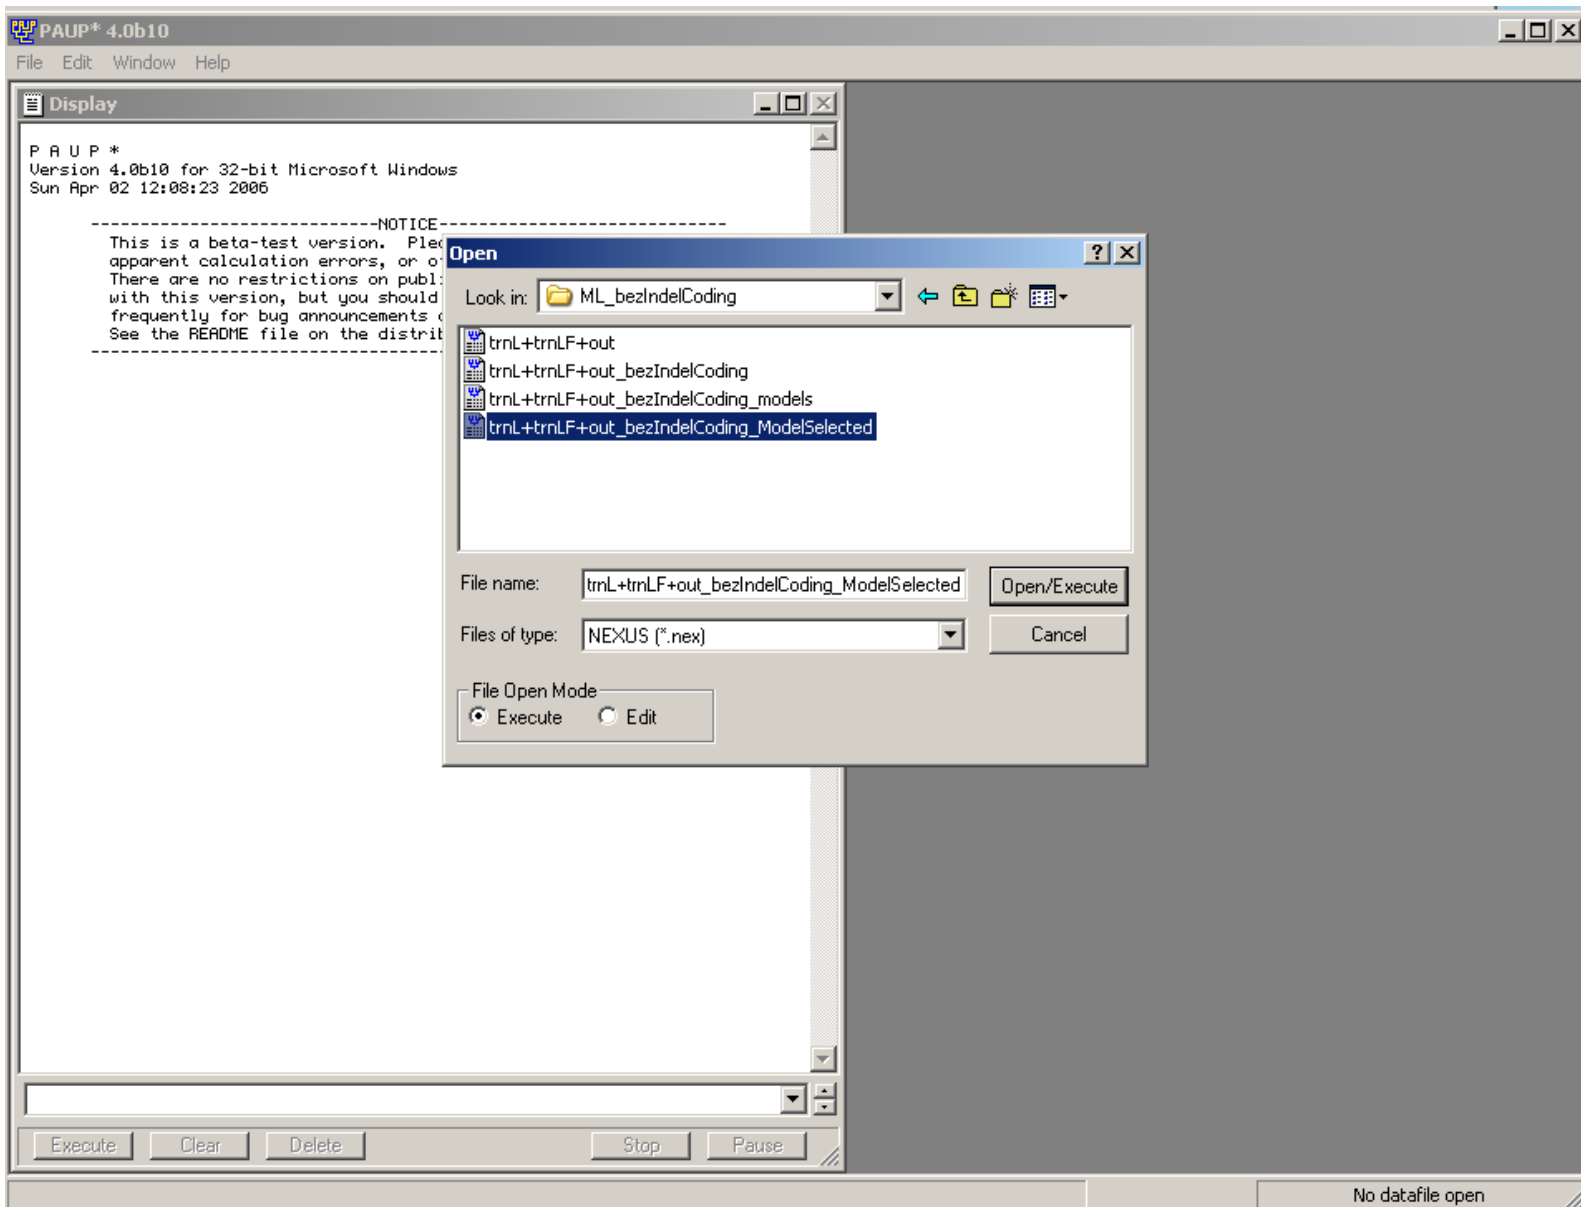 PAUP* 4.0b10
File Edit Window Help
Display
P A U P *
Version 4.0b10 for 32-bit Microsoft Windows
Sun Apr 02 12:08:23 2006
----------------------------NOTICE----------------------------
This is a beta-test version. Plea
apparent calculation errors, or o
There are no restrictions on publ
with this version, but you should
frequently for bug announcements
See the README file on the distrib
Open
Look in: ML_bezIndelCoding
trnL+trnLF+out
trnL+trnLF+out_bezIndelCoding
trnL+trnLF+out_bezIndelCoding_models
trnL+trnLF+out_bezIndelCoding_ModelSelected
File name: trnL+trnLF+out_bezIndelCoding_ModelSelected Open/Execute
Files of type: NEXUS (*.nex) Cancel
File Open Mode
Execute Edit
Execute Clear Delete Stop Pause
No datafile open